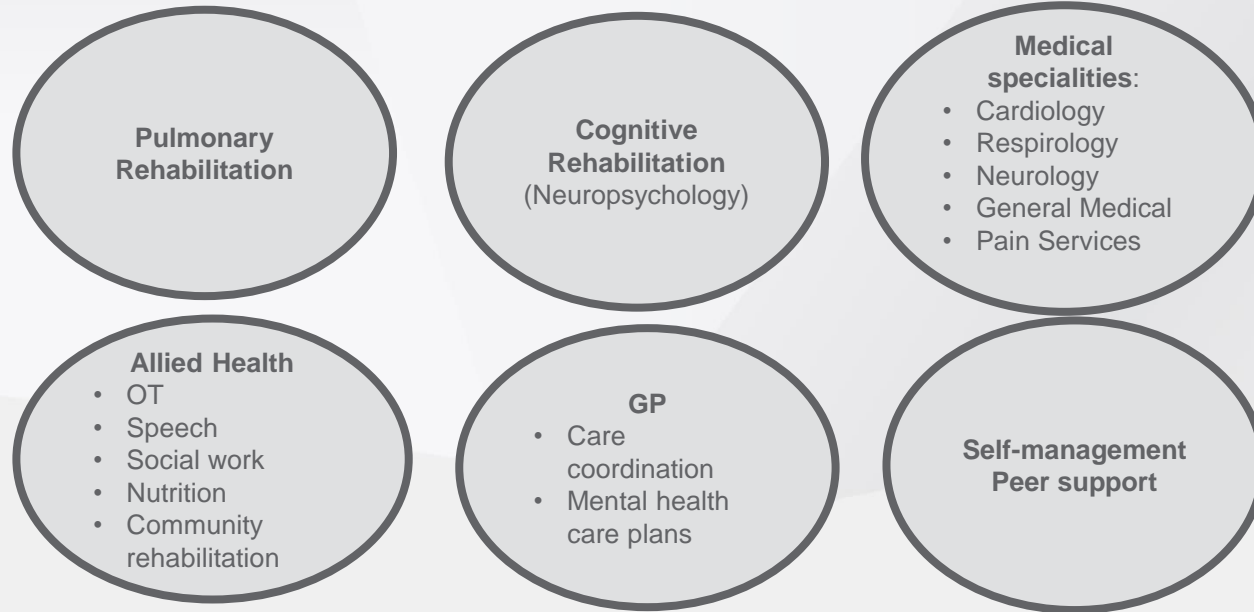 Pulmonary
Rehabilitation
Cognitive
Rehabilitation
(Neuropsychology)
Medical
specialities:
• Cardiology
• Respirology
• Neurology
• General Medical
• Pain Services
Allied Health
• OT
• Speech
• Social work
• Nutrition
• Community
rehabilitation
GP
• Care
coordination
• Mental health
care plans
Self-management
Peer support